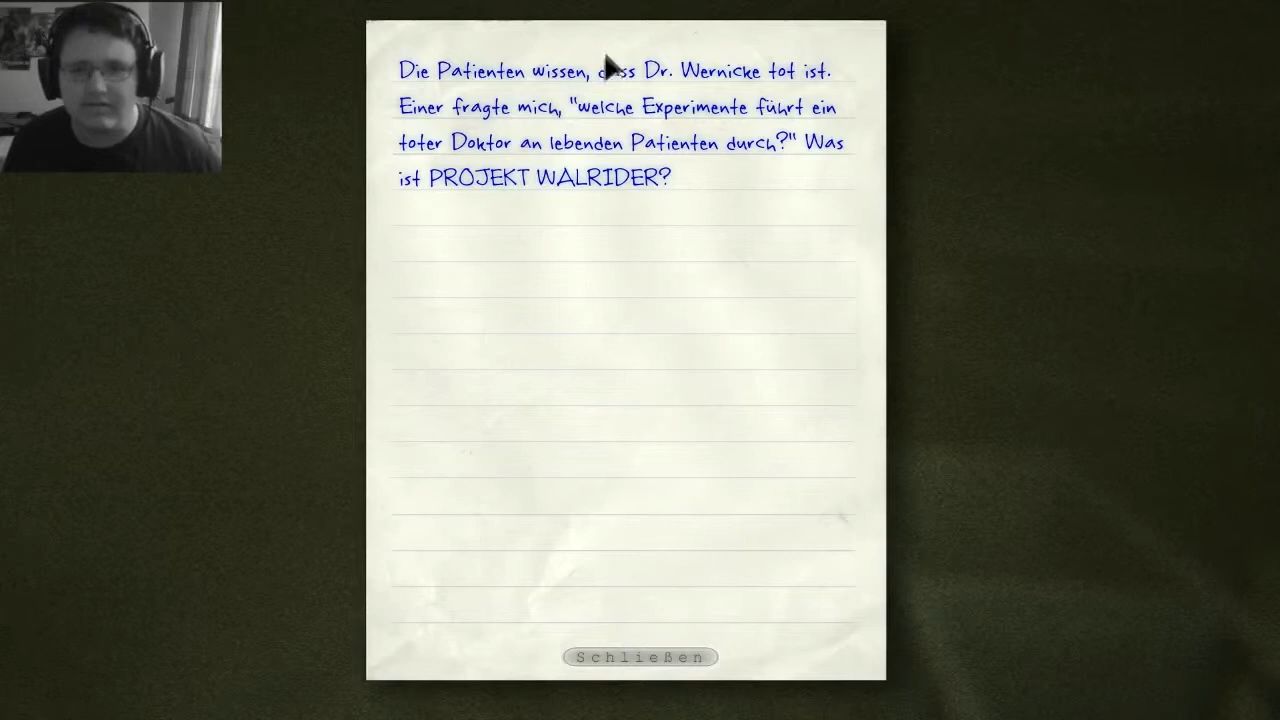 Die Patienten wissen, dass Dr. Wernicke tot ist.
Einer fragte mich, "welche Experimente führt ein
toter Doktor an lebenden Patienten durch?" Was
ist PROJEKT WALRIDER?
Schließen